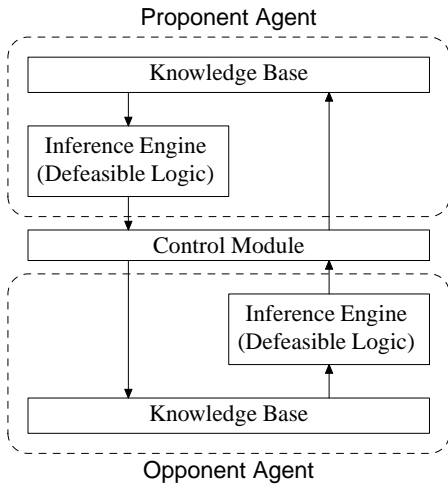 Proponent Agent
Knowledge Base
Inference Engine
(Defeasible Logic)
Control Module
Inference Engine
(Defeasible Logic)
Knowledge Base
Opponent Agent